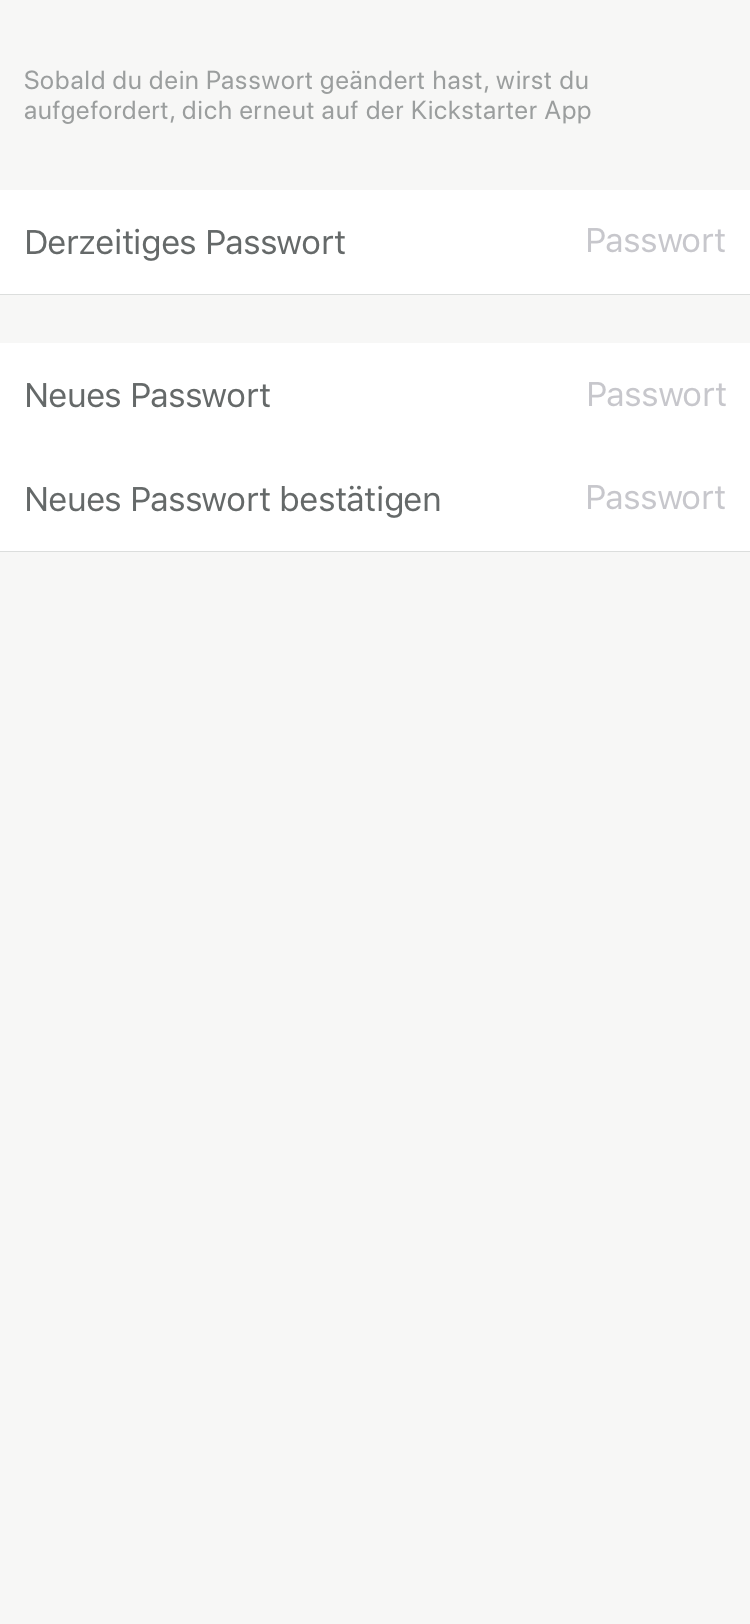 Sobald du dein Passwort geändert hast, wirst du
aufgefordert, dich erneut auf der Kickstarter App
Derzeitiges Passwort Passwort
Neues Passwort Passwort
Neues Passwort bestätigen Passwort